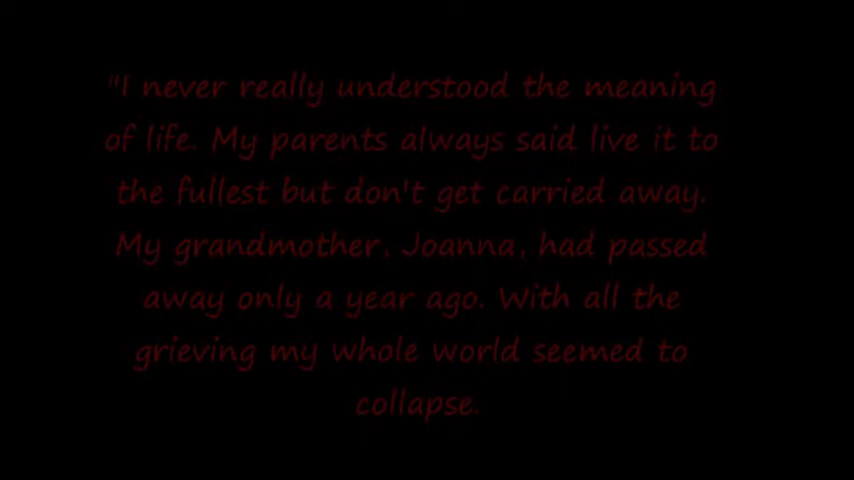 "I never really understood the meaning
of life. My parents always said live it to
the fullest but don't get carried away.
My grandmother, Joanna, had passed
away only a year ago. With all the
grieving my whole world seemed to
collapse.